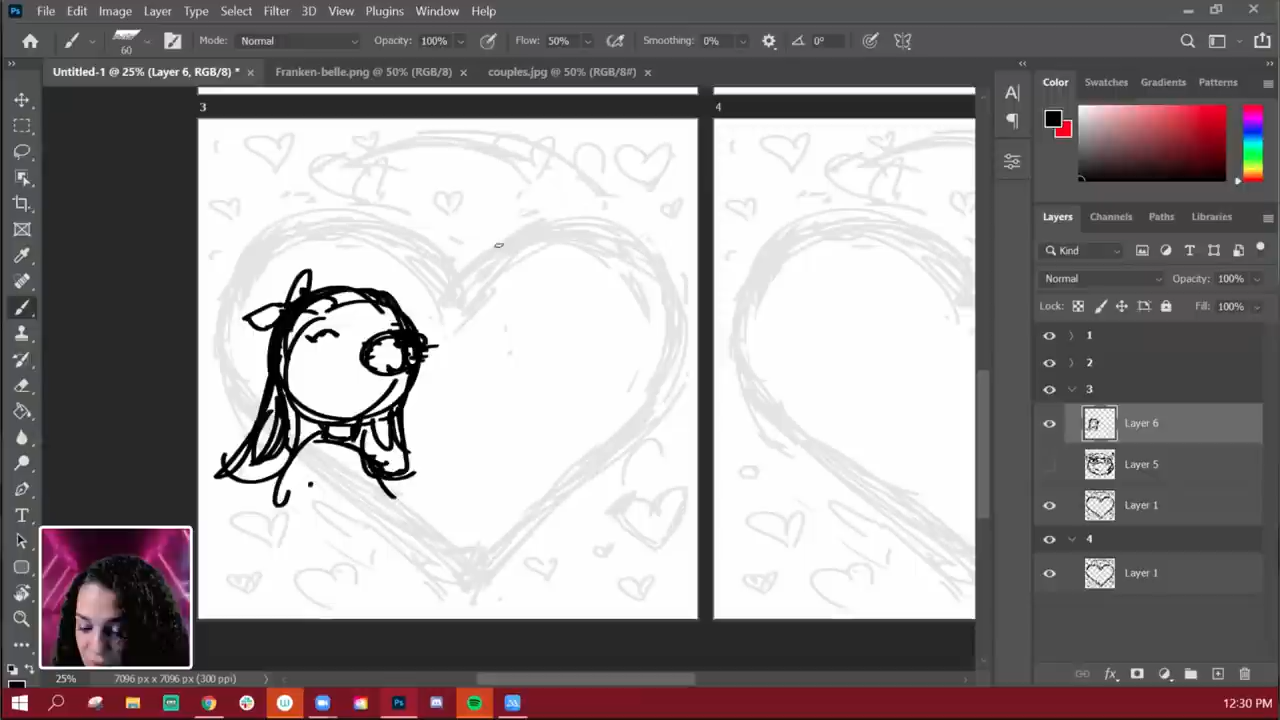 File Edit Image Layer Type Select Filter 3D View Plugins Window Help
60 Mode: Normal Opacity: 100% Flow: 50% Smoothing: 0% 0°
Untitled-1 @ 25% (Layer 6, RGB/8) * × Franken-belle.png @ 50% (RGB/8) × couples.jpg @ 50% (RGB/8#) ×
3 4
Color Swatches Gradients Patterns
Layers Channels Paths Libraries
Kind
Normal Opacity: 100%
Lock: Fill: 100%
1
2
3
Layer 6
Layer 5
Layer 1
4
Layer 1
25% 7096 px x 7096 px (300 ppi)
12:30 PM